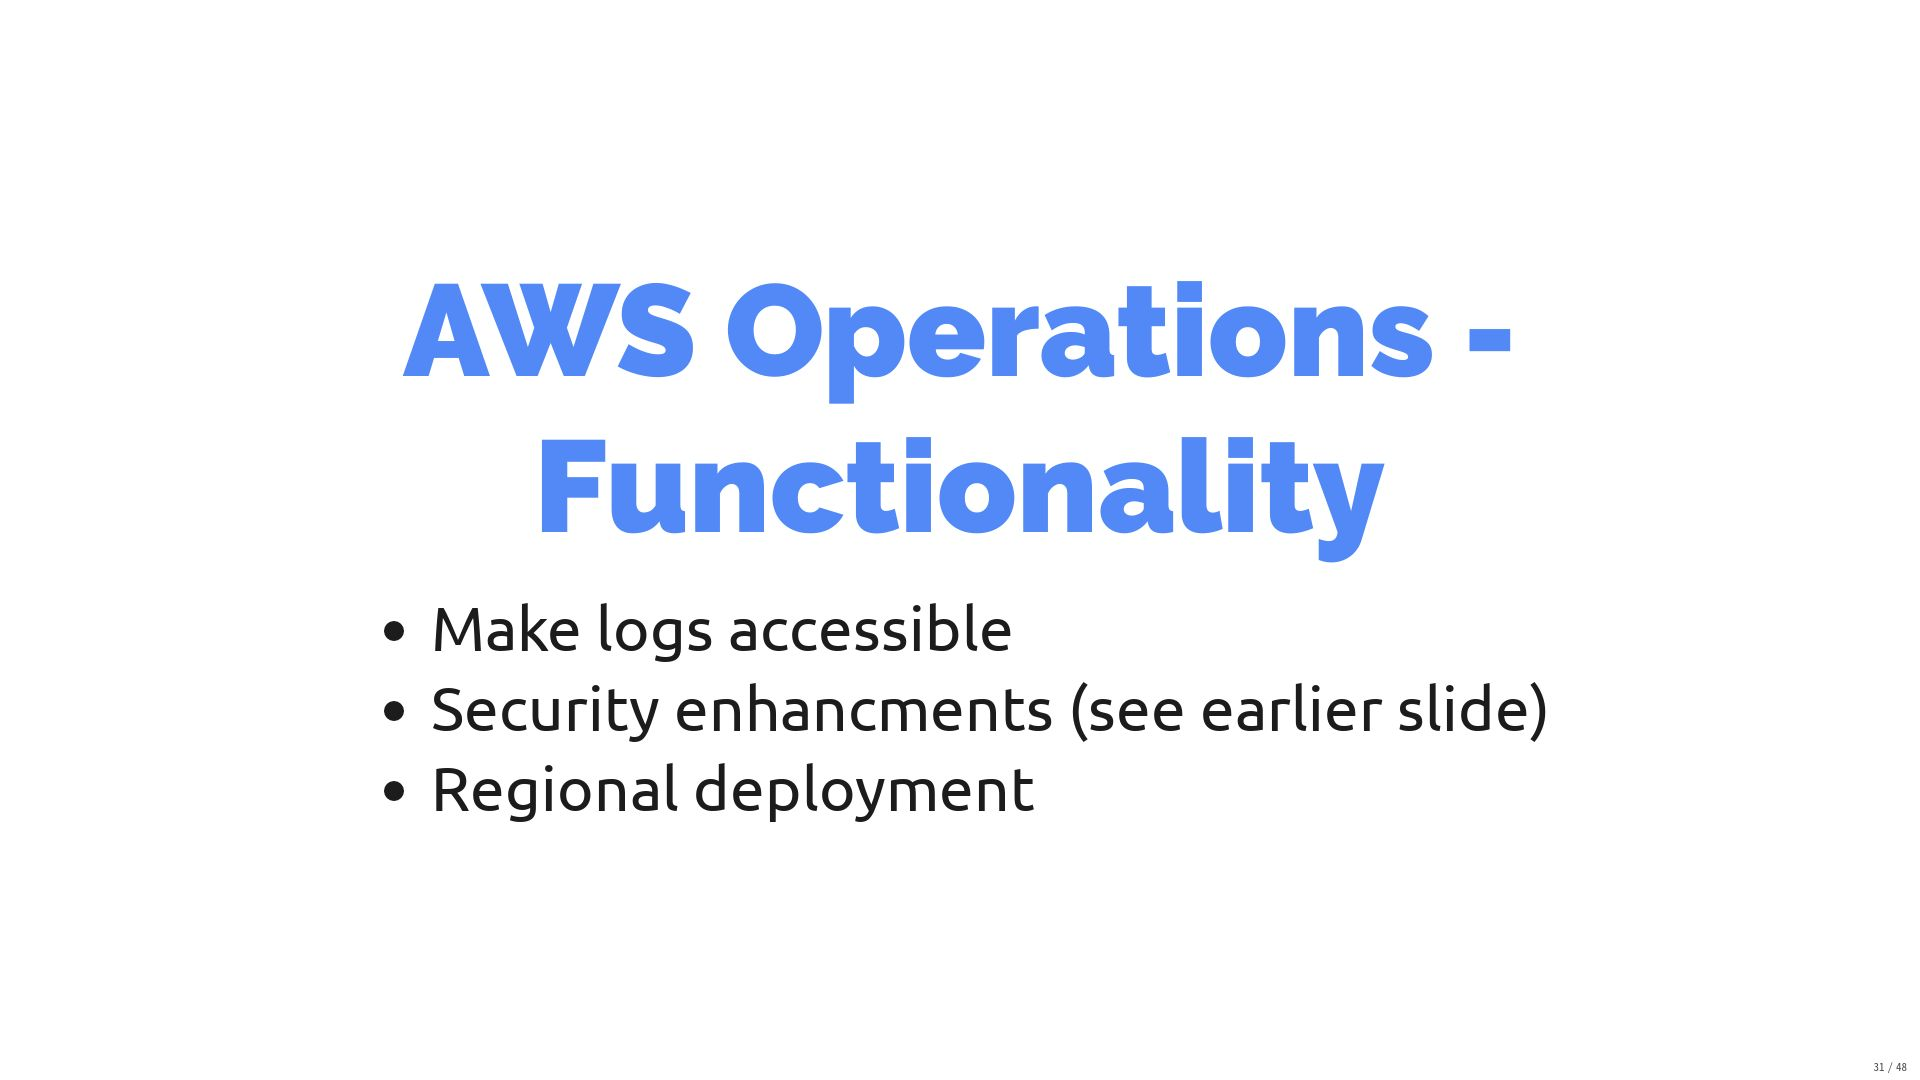 AWS Operations -
Functionality
• Make logs accessible
• Security enhancments (see earlier slide)
• Regional deployment
31 / 48